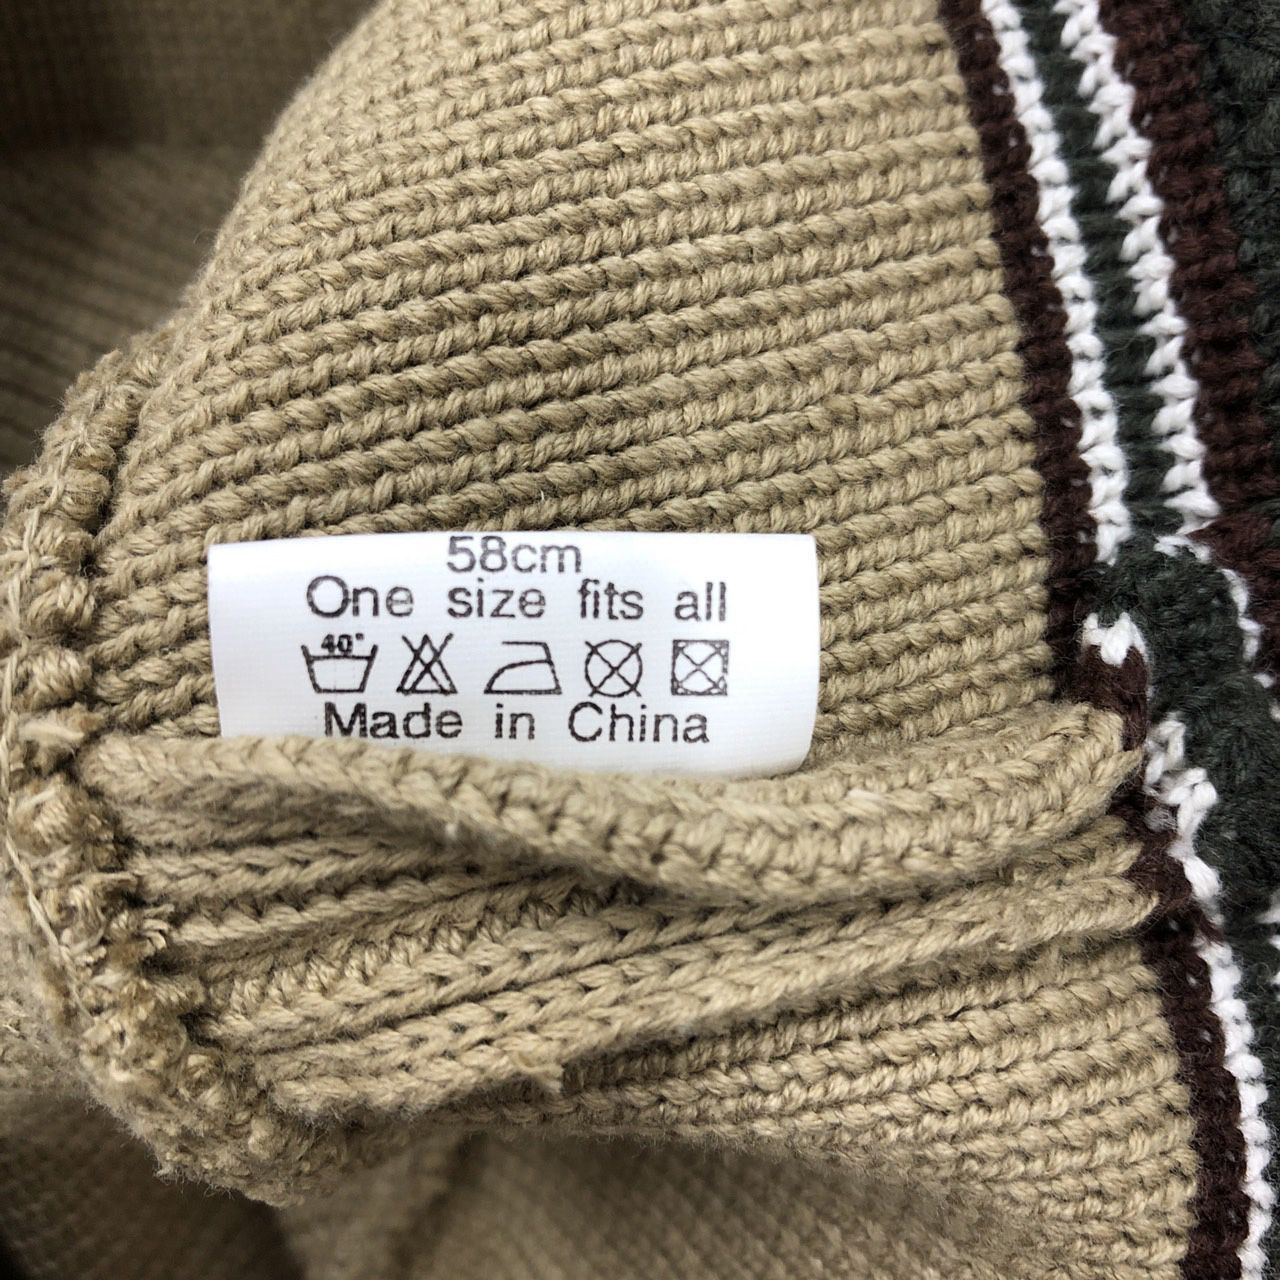 58cm
One size fits all
40°
Made in China